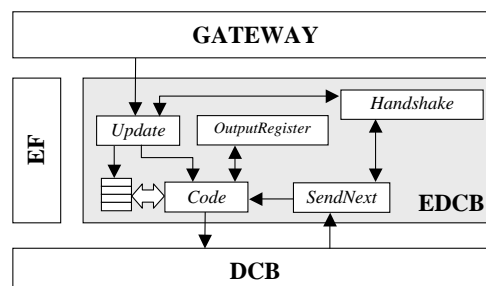 GATEWAY
EF
Handshake
Update
OutputRegister
Code
SendNext
EDCB
DCB